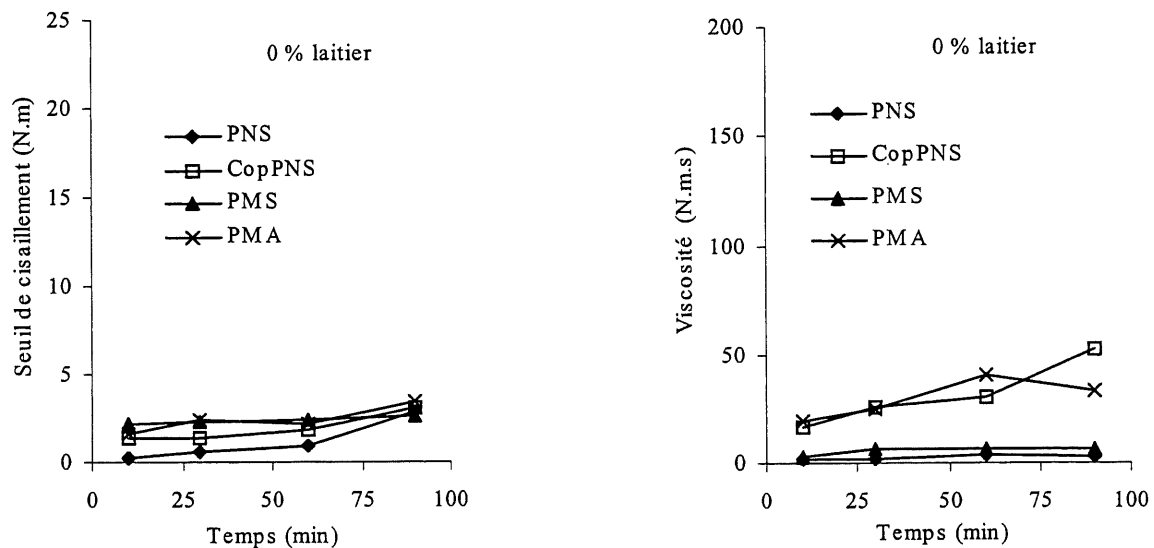 25
20
15
10
5
0
0
25
50
75
100
Seuil de cisaillement (N.m)
Temps (min)
0 % laitier
PNS
CopPNS
PMS
PMA
200
150
100
50
0
0
25
50
75
100
Viscosité (N.m.s)
Temps (min)
0 % laitier
PNS
CopPNS
PMS
PMA